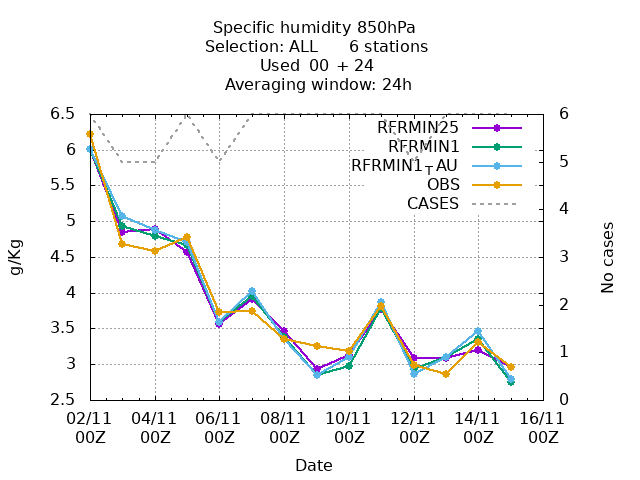 Specific humidity 850hPa
Selection: ALL      6 stations
Used  00  + 24
Averaging window: 24h
6.5
6
5.5
5
4.5
4
3.5
3
2.5
g/Kg
RFRMIN25
RFRMIN1
RFRMIN1_TAU
OBS
CASES
6
5
4
3
2
1
0
No cases
02/11 04/11 06/11 08/11 10/11 12/11 14/11 16/11
00Z 00Z 00Z 00Z 00Z 00Z 00Z 00Z
Date